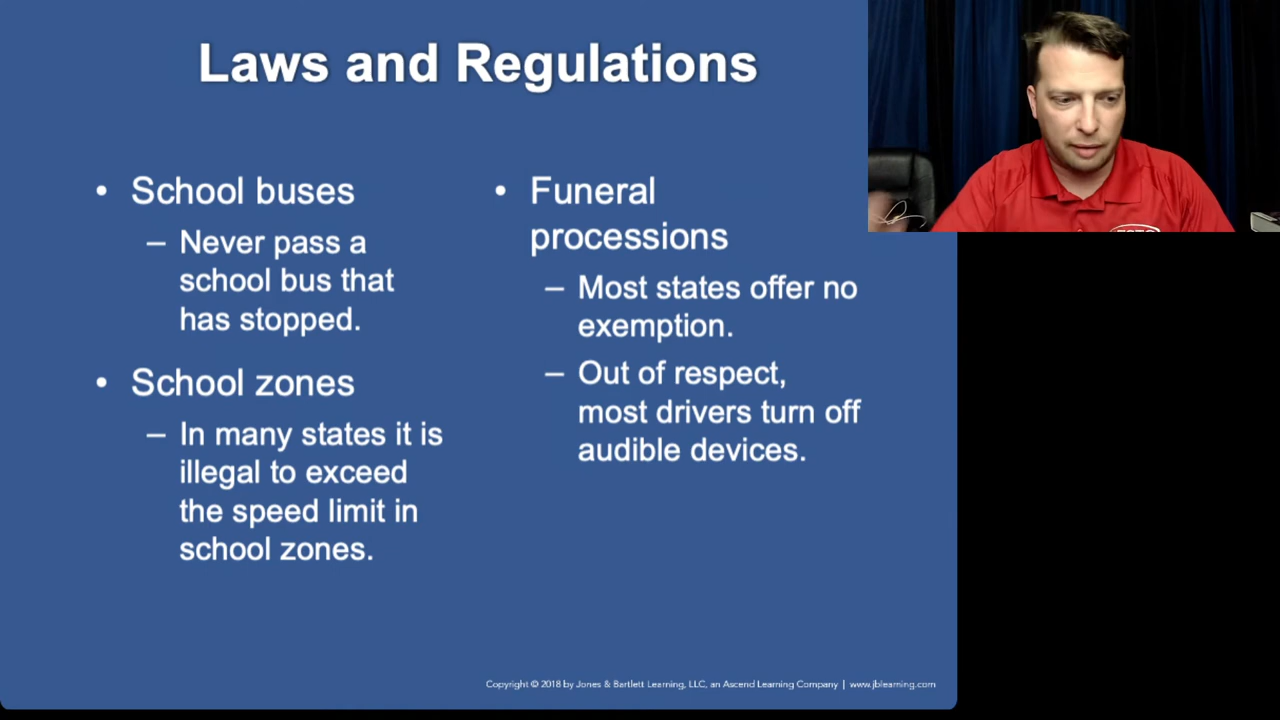 Laws and Regulations
• School buses
– Never pass a
school bus that
has stopped.
• School zones
– In many states it is
illegal to exceed
the speed limit in
school zones.
• Funeral
processions
– Most states offer no
exemption.
– Out of respect,
most drivers turn off
audible devices.
Copyright © 2018 by Jones & Bartlett Learning, LLC, an Ascend Learning Company | www.jblearning.com